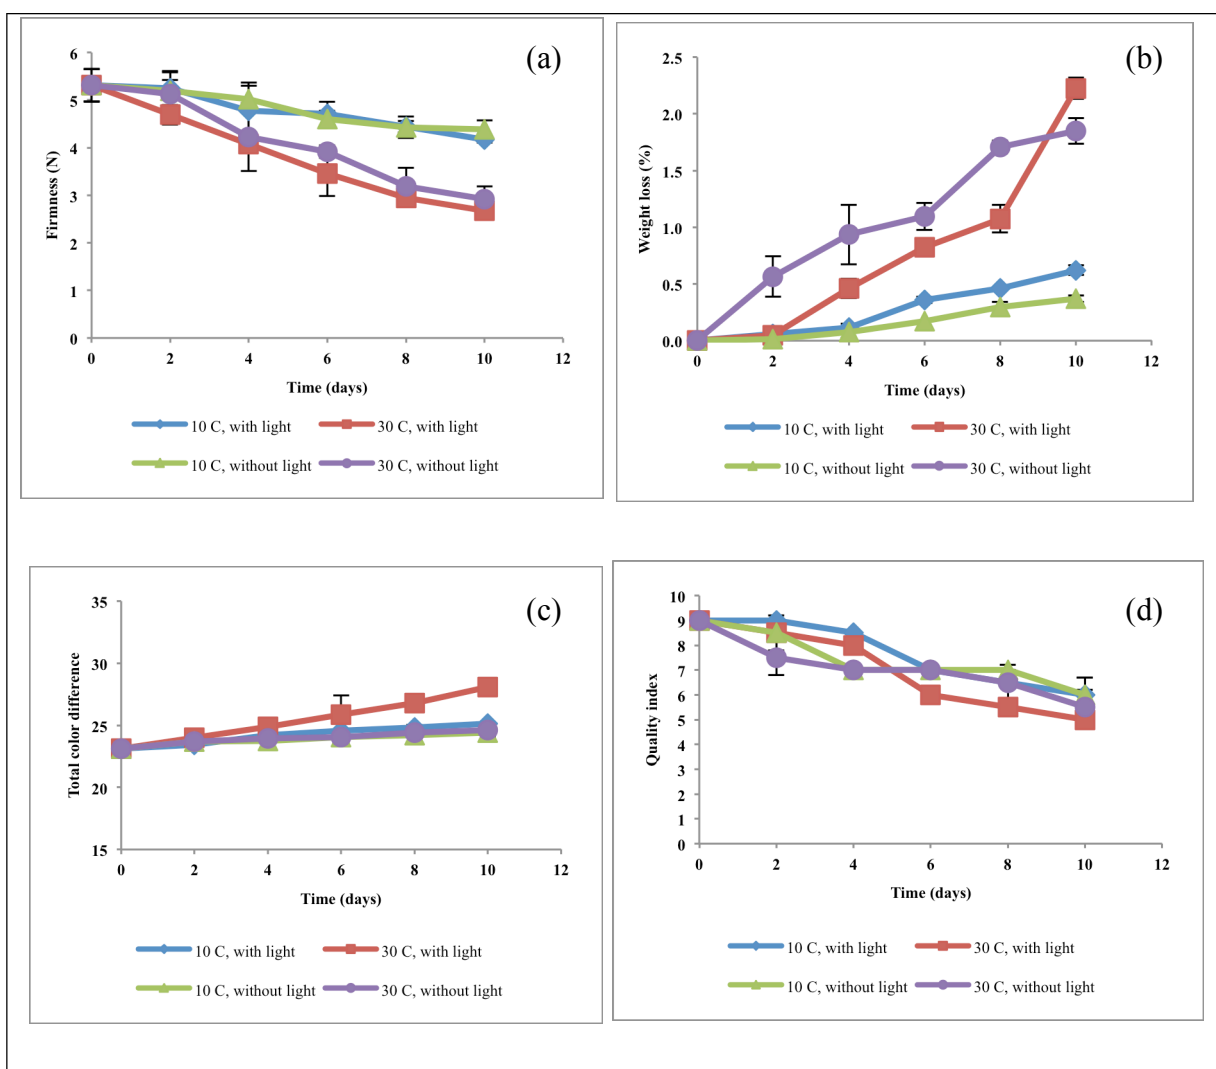 (a)
6
5
4
3
2
1
0
Firmness (N)
0 2 4 6 8 10 12
Time (days)
10 C, with light 30 C, with light
10 C, without light 30 C, without light
(b)
2.5
2.0
1.5
1.0
0.5
0.0
Weight loss (%)
0 2 4 6 8 10 12
Time (days)
10 C, with light 30 C, with light
10 C, without light 30 C, without light
(c)
35
30
25
20
15
Total color difference
0 2 4 6 8 10 12
Time (days)
10 C, with light 30 C, with light
10 C, without light 30 C, without light
(d)
10
9
8
7
6
5
4
3
2
1
0
Quality index
0 2 4 6 8 10 12
Time (days)
10 C, with light 30 C, with light
10 C, without light 30 C, without light